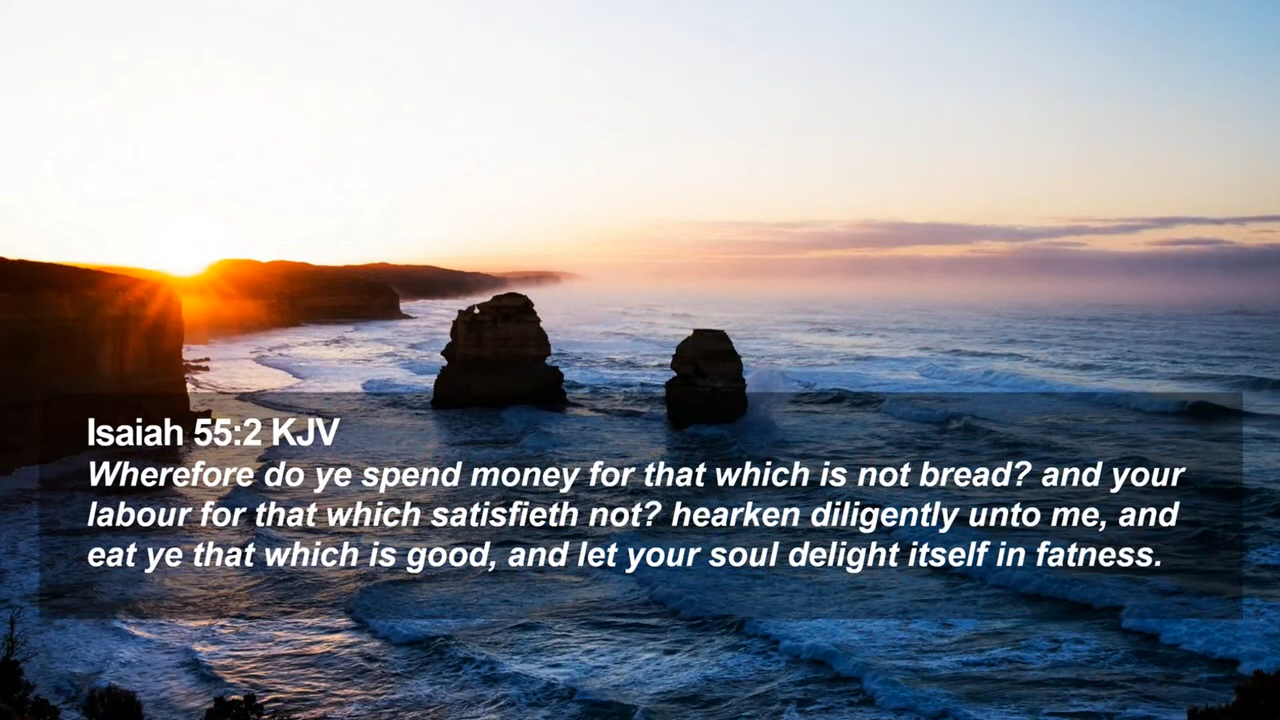 Isaiah 55:2 KJV
Wherefore do ye spend money for that which is not bread? and your
labour for that which satisfieth not? hearken diligently unto me, and
eat ye that which is good, and let your soul delight itself in fatness.